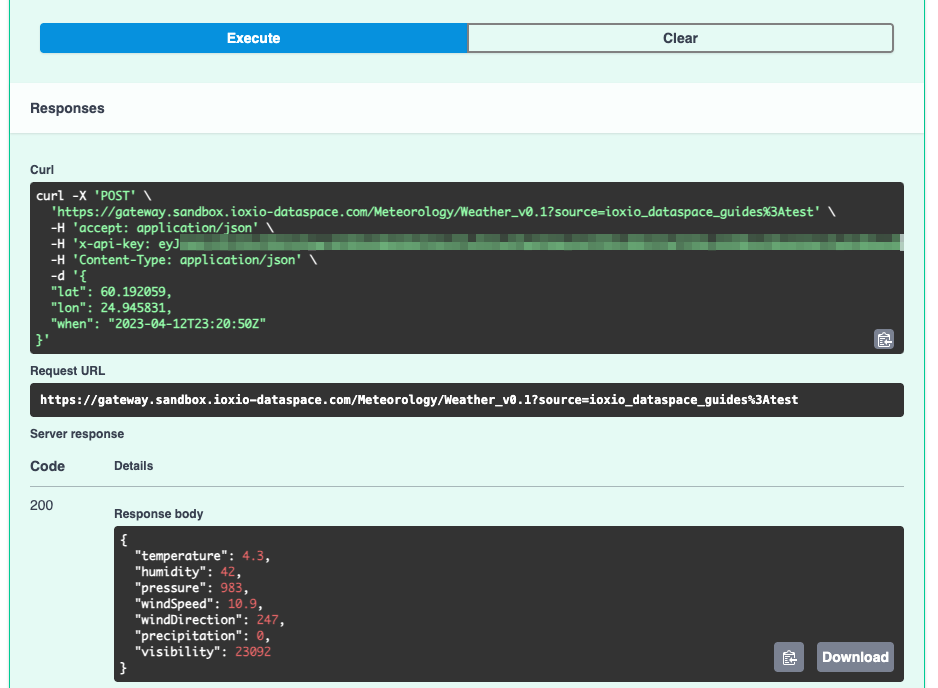 Execute
Clear
Responses
Curl
curl -X 'POST' \
'https://gateway.sandbox.ioxio-dataspace.com/Meteorology/Weather_v0.1?source=ioxio_dataspace_guides%3Atest' \
-H 'accept: application/json' \
-H 'x-api-key: eyJ
-H 'Content-Type: application/json' \
-d '{
"lat": 60.192059,
"lon": 24.945831,
"when": "2023-04-12T23:20:50Z"
}'
Request URL
https://gateway.sandbox.ioxio-dataspace.com/Meteorology/Weather_v0.1?source=ioxio_dataspace_guides%3Atest
Server response
Code Details
200
Response body
{
"temperature": 4.3,
"humidity": 42,
"pressure": 983,
"windSpeed": 10.9,
"windDirection": 247,
"precipitation": 0,
"visibility": 23092
}
Download